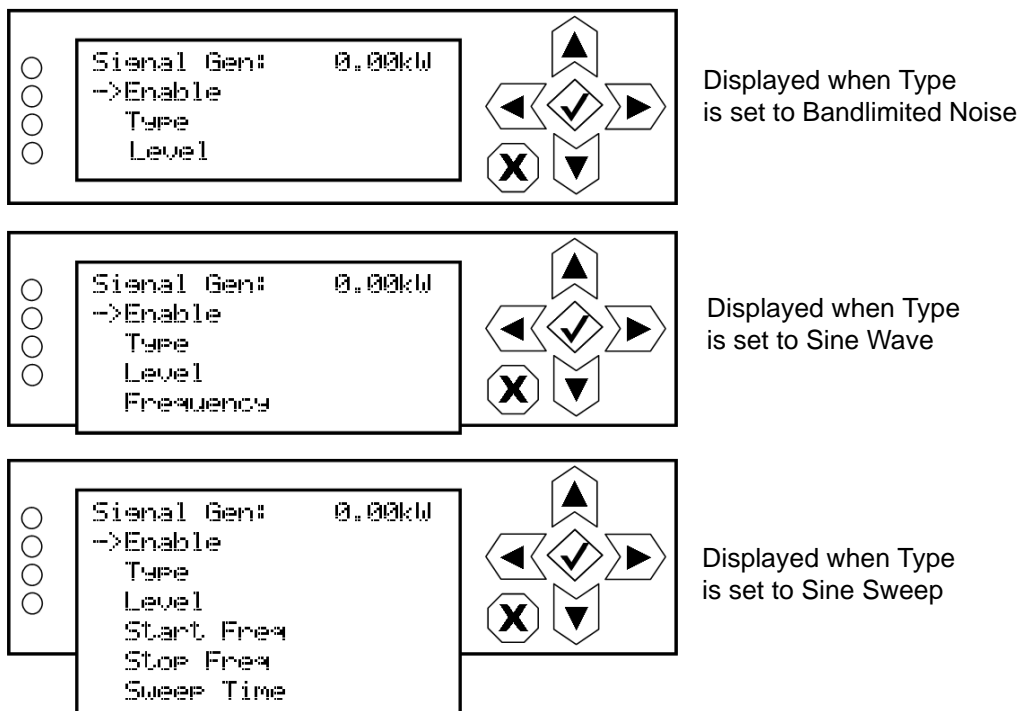 Signal Gen: 0.00kW
->Enable
Type
Level
Displayed when Type
is set to Bandlimited Noise
Signal Gen: 0.00kW
->Enable
Type
Level
Frequency
Displayed when Type
is set to Sine Wave
Signal Gen: 0.00kW
->Enable
Type
Level
Start Freq
Stop Freq
Sweep Time
Displayed when Type
is set to Sine Sweep